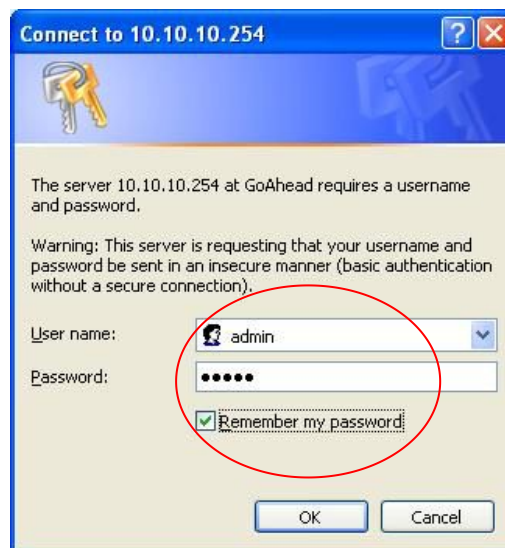 Connect to 10.10.10.254
The server 10.10.10.254 at GoAhead requires a username
and password.
Warning: This server is requesting that your username and
password be sent in an insecure manner (basic authentication
without a secure connection).
User name:
admin
Password:
●●●●●
Remember my password
OK
Cancel